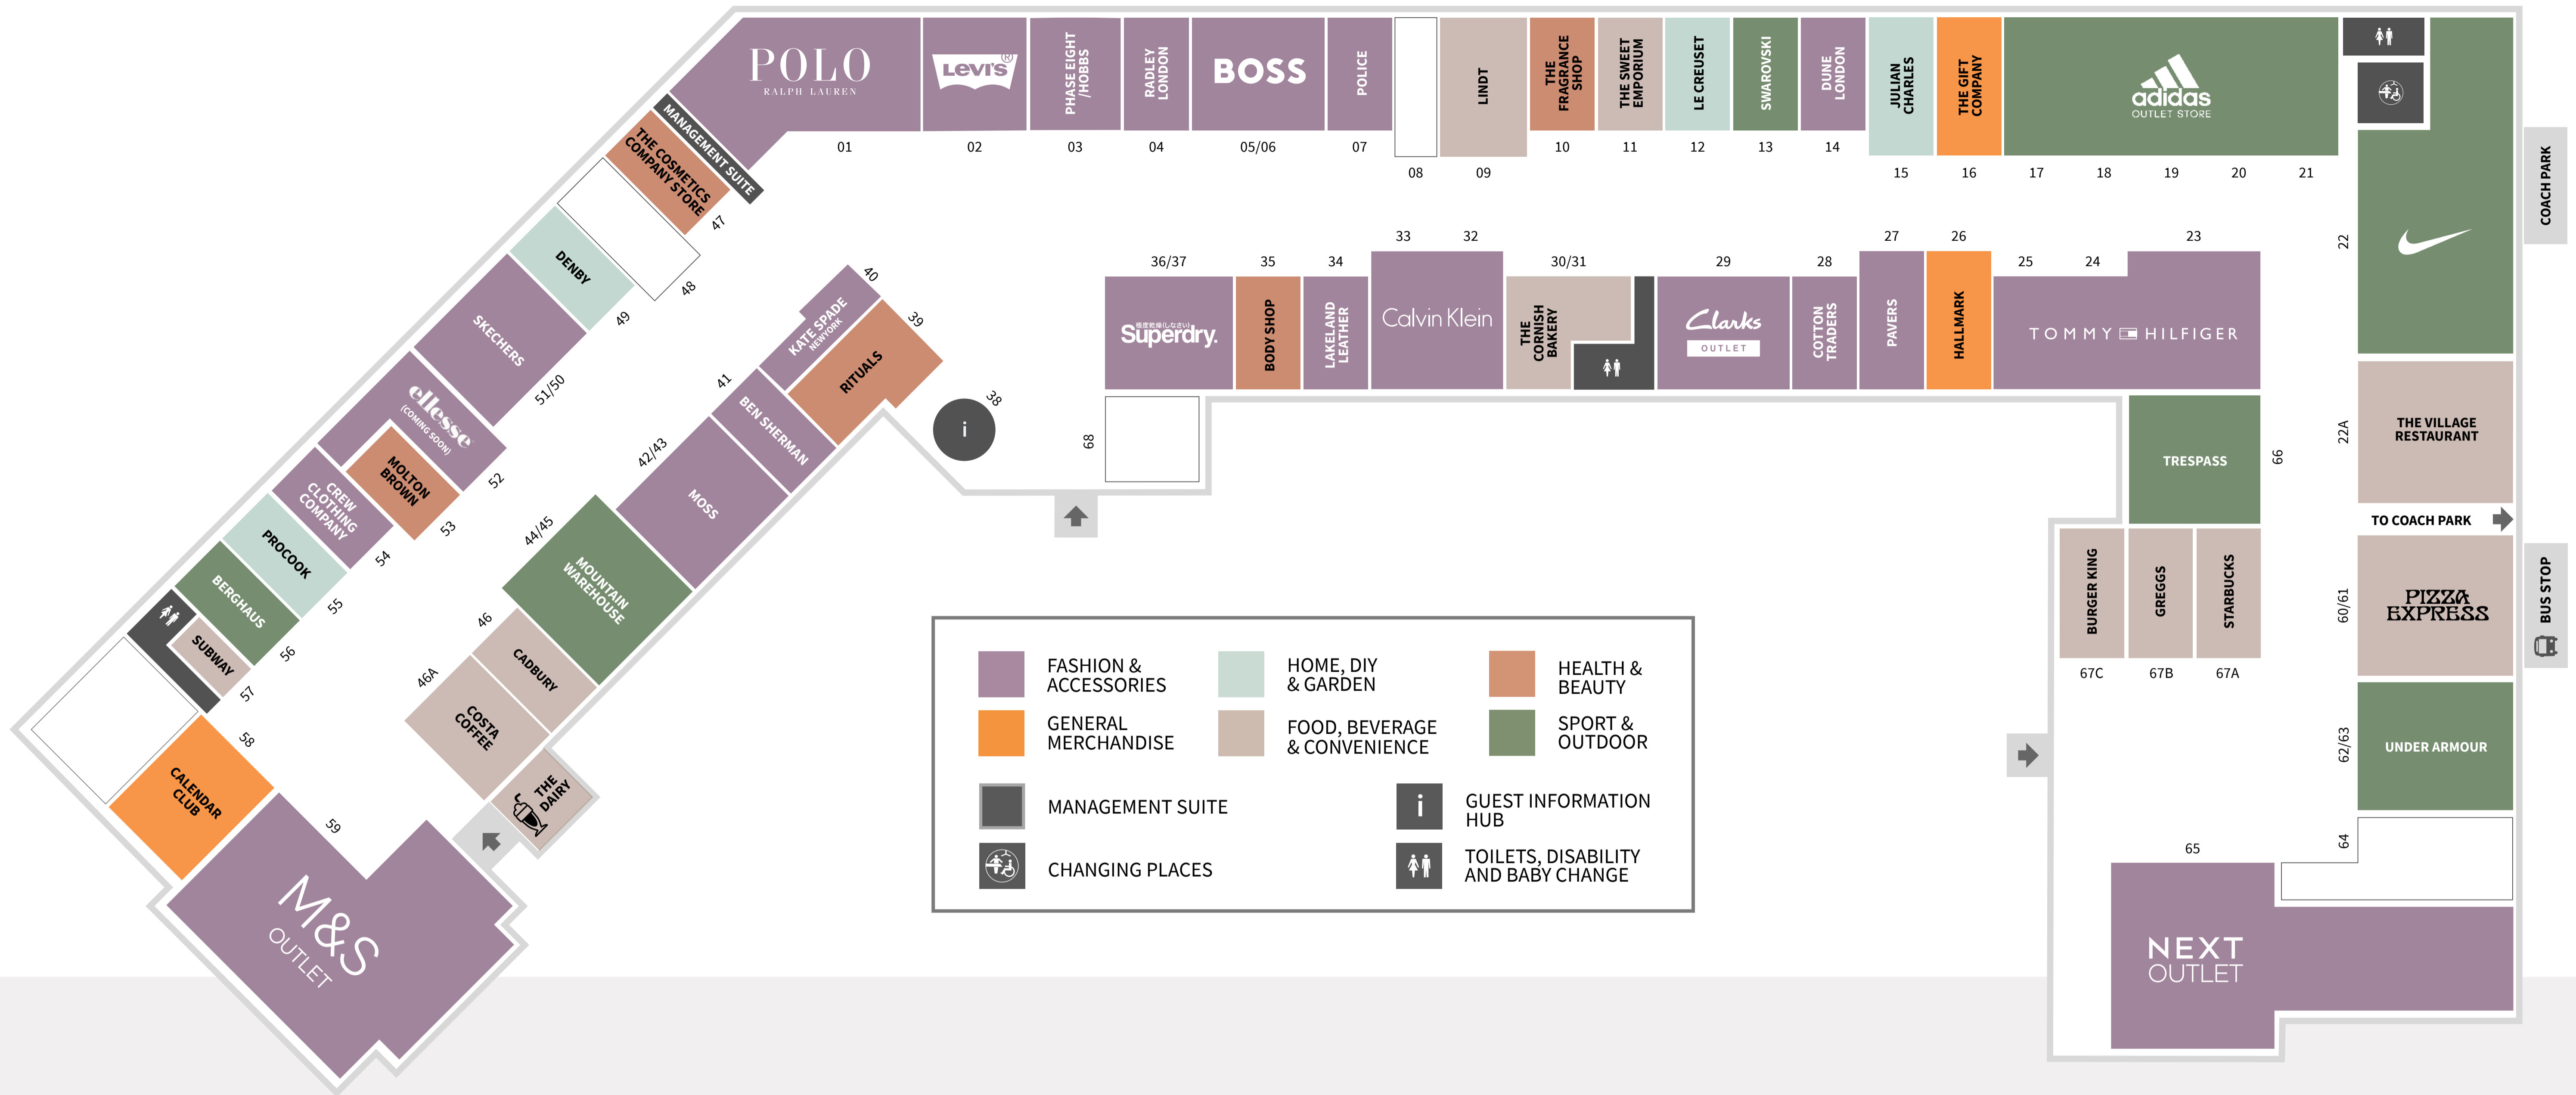 POLO
RALPH LAUREN
LEVI'S®
PHASE EIGHT
/HOBBS
RADLEY
LONDON
BOSS
POLICE
LINDT
THE
FRAGRANCE
SHOP
THE SWEET
EMPORIUM
LE CREUSET
SWAROVSKI
DUNE
LONDON
JULIAN
CHARLES
THE GIFT
COMPANY
adidas
OUTLET STORE
01
02
03
04
05/06
07
08
09
10
11
12
13
14
15
16
17
18
19
20
21
COACH PARK
22
THE VILLAGE
RESTAURANT
22A
TO COACH PARK
PIZZA
EXPRESS
60/61
BUS STOP
UNDER ARMOUR
62/63
64
65
NEXT
OUTLET
36/37
35
34
33
32
30/31
29
28
27
26
25
24
23
極度乾燥(しなさい)
Superdry.
BODY SHOP
LAKELAND
LEATHER
Calvin Klein
THE
CORNISH
BAKERY
Clarks
OUTLET
COTTON
TRADERS
PAVERS
HALLMARK
TOMMY HILFIGER
TRESPASS
66
BURGER KING
GREGGS
STARBUCKS
67C
67B
67A
68
i
38
MANAGEMENT SUITE
THE COSMETICS
COMPANY STORE
47
48
DENBY
49
SKECHERS
51/50
ellesse
(COMING SOON)
52
MOLTON
BROWN
53
CREW
CLOTHING
COMPANY
54
PROCOOK
55
BERGHAUS
56
SUBWAY
57
58
CALENDAR
CLUB
59
M&S
OUTLET
40
KATE SPADE
NEWYORK
39
RITUALS
41
BEN SHERMAN
42/43
MOSS
44/45
MOUNTAIN
WAREHOUSE
46
CADBURY
46A
COSTA
COFFEE
THE
DAIRY
FASHION &
ACCESSORIES
HOME, DIY
& GARDEN
HEALTH &
BEAUTY
GENERAL
MERCHANDISE
FOOD, BEVERAGE
& CONVENIENCE
SPORT &
OUTDOOR
MANAGEMENT SUITE
i
GUEST INFORMATION
HUB
CHANGING PLACES
TOILETS, DISABILITY
AND BABY CHANGE